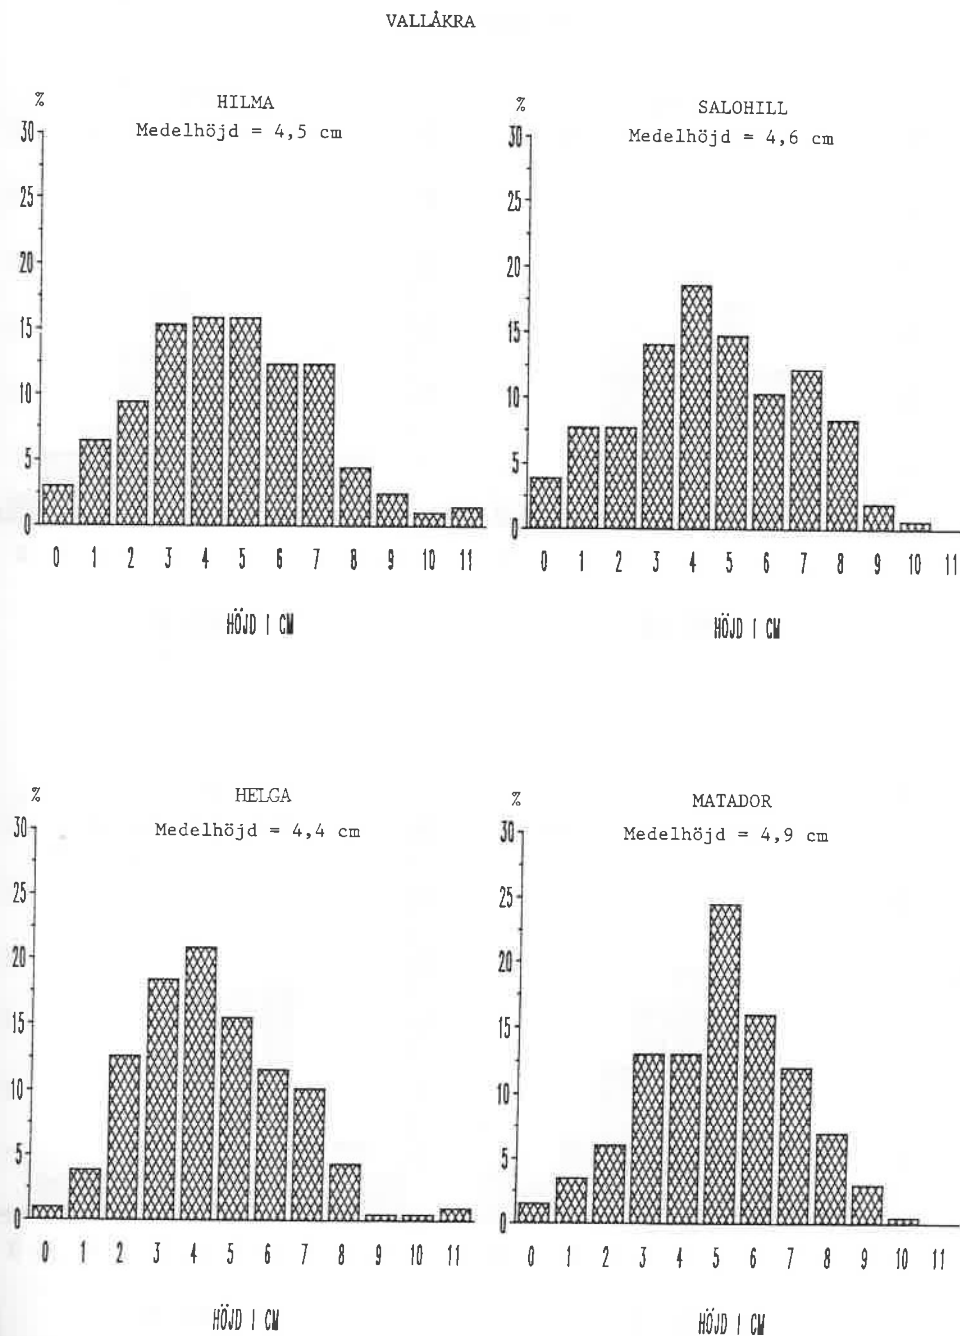 VALLÅKRA
%
HILMA
Medelhöjd = 4,5 cm
30
25
20
15
10
5
0
0 1 2 3 4 5 6 7 8 9 10 11
HÖJD I CM
%
SALOHILL
Medelhöjd = 4,6 cm
30
25
20
15
10
5
0
0 1 2 3 4 5 6 7 8 9 10 11
HÖJD I CM
%
HELGA
Medelhöjd = 4,4 cm
30
25
20
15
10
5
0
0 1 2 3 4 5 6 7 8 9 10 11
HÖJD I CM
%
MATADOR
Medelhöjd = 4,9 cm
30
25
20
15
10
5
0
0 1 2 3 4 5 6 7 8 9 10 11
HÖJD I CM